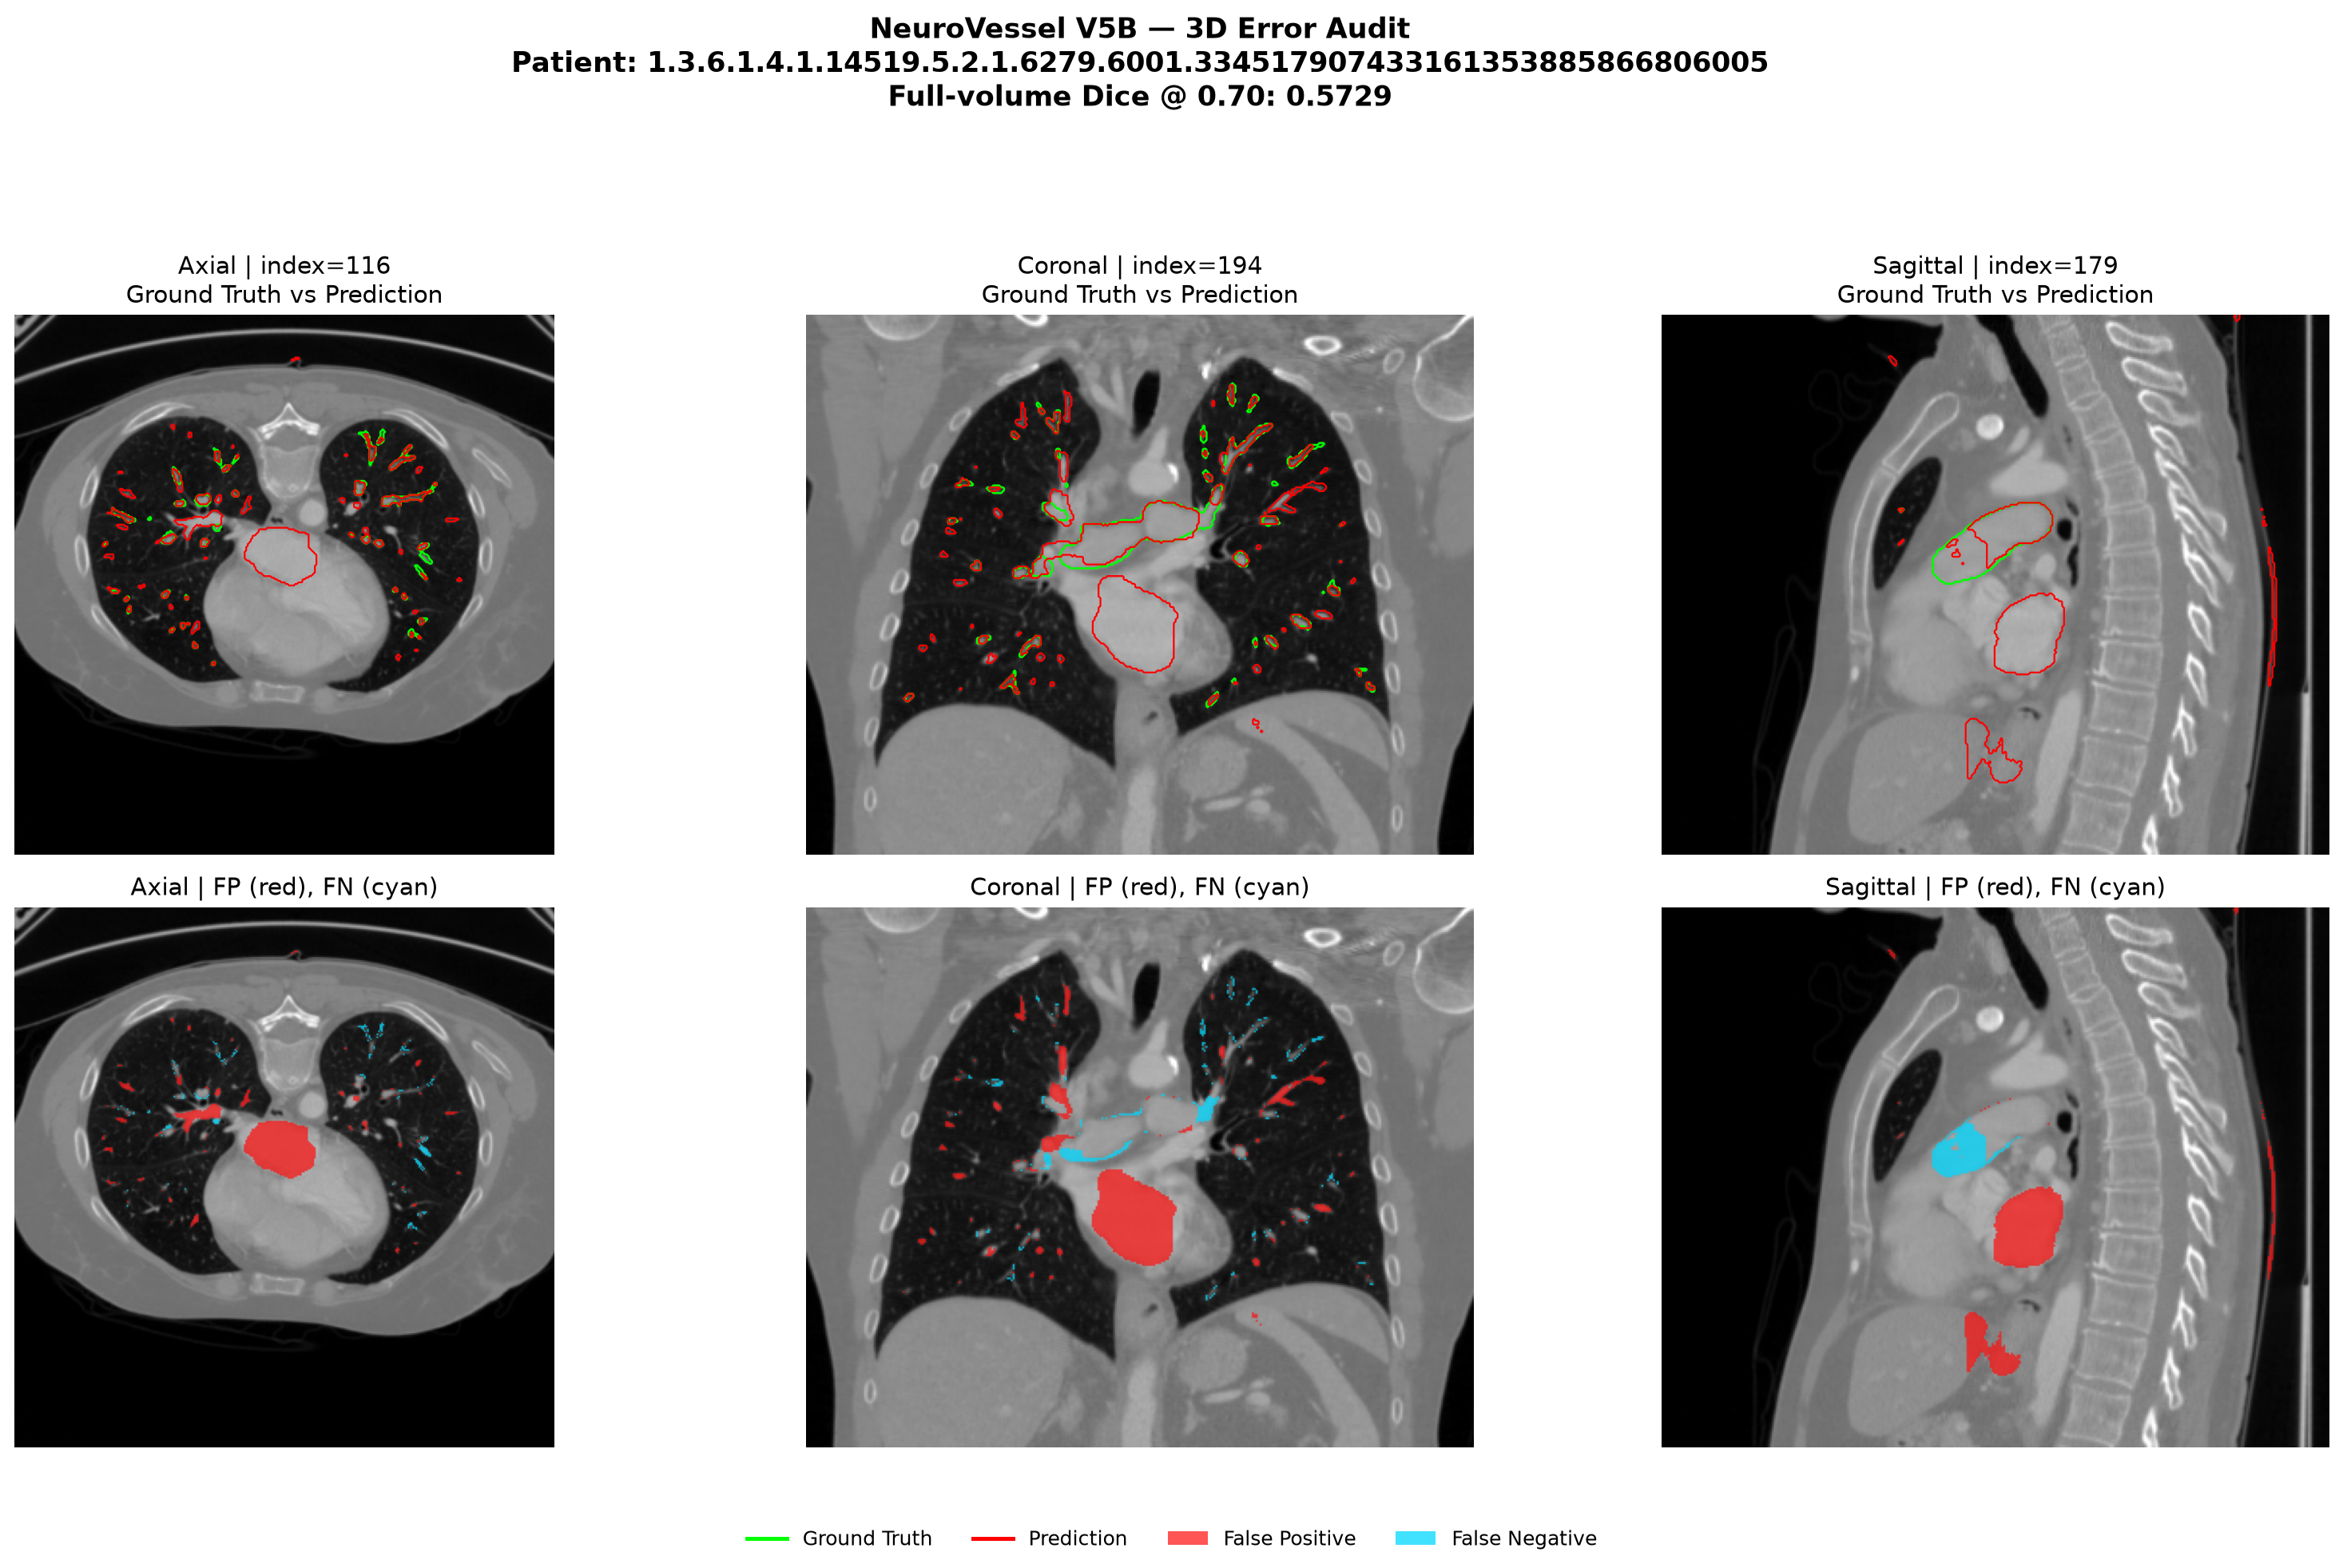 NeuroVessel V5B — 3D Error Audit
Patient: 1.3.6.1.4.1.14519.5.2.1.6279.6001.334517907433161353885866806005
Full-volume Dice @ 0.70: 0.5729
Axial | index=116
Ground Truth vs Prediction
Coronal | index=194
Ground Truth vs Prediction
Sagittal | index=179
Ground Truth vs Prediction
Axial | FP (red), FN (cyan)
Coronal | FP (red), FN (cyan)
Sagittal | FP (red), FN (cyan)
Ground Truth
Prediction
False Positive
False Negative